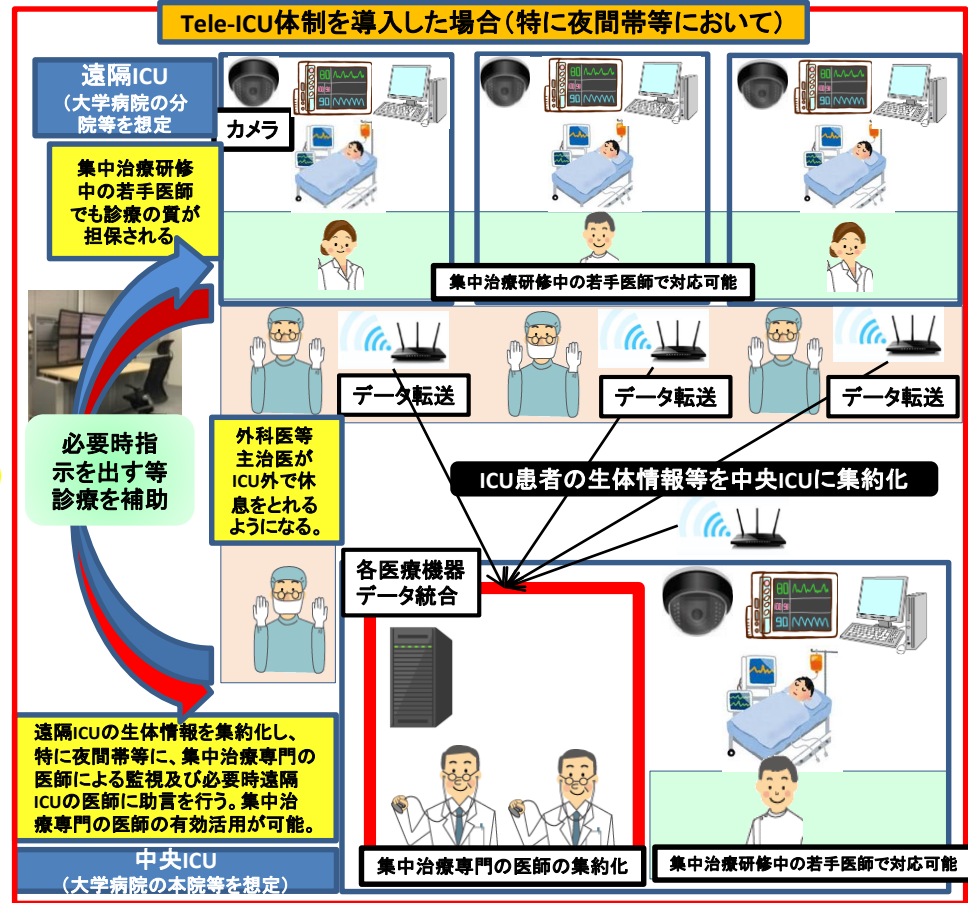 Tele-ICU体制を導入した場合（特に夜間帯等において）
遠隔ICU
（大学病院の分
院等を想定
カメラ
集中治療研修
中の若手医師
でも診療の質が
担保される。
集中治療研修中の若手医師で対応可能
データ転送
データ転送
データ転送
必要時指
示を出す等
診療を補助
外科医等
主治医が
ICU外で休
息をとれる
ようになる。
ICU患者の生体情報等を中央ICUに集約化
各医療機器
データ統合
遠隔ICUの生体情報を集約化し、
特に夜間帯等に、集中治療専門の
医師による監視及び必要時遠隔
ICUの医師に助言を行う。集中治
療専門の医師の有効活用が可能。
中央ICU
（大学病院の本院等を想定）
集中治療専門の医師の集約化
集中治療研修中の若手医師で対応可能